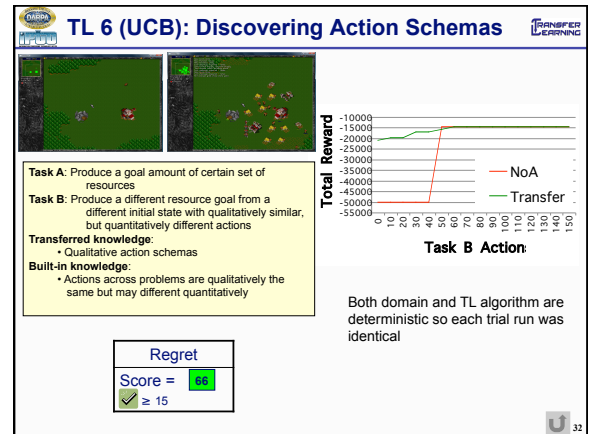 DARPA
IPTO
TL 6 (UCB): Discovering Action Schemas
TRANSFER
LEARNING
Task A: Produce a goal amount of certain set of
resources
Task B: Produce a different resource goal from a
different initial state with qualitatively similar,
but quantitatively different actions
Transferred knowledge:
• Qualitative action schemas
Built-in knowledge:
• Actions across problems are qualitatively the
same but may different quantitatively
Total Reward
-10000
-15000
-20000
-25000
-30000
-35000
-40000
-45000
-50000
-55000
NoA
Transfer
0 10 20 30 40 50 60 70 80 90 100 110 120 130 140 150
Task B Action
Both domain and TL algorithm are
deterministic so each trial run was
identical
Regret
Score = 66
≥ 15
32